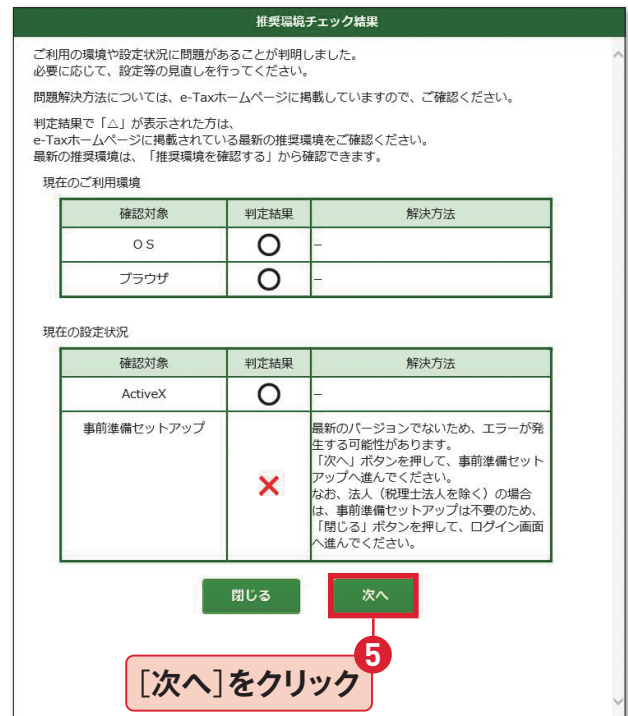 推奨環境チェック結果
ご利用の環境や設定状況に問題があることが判明しました。
必要に応じて、設定等の見直しを行ってください。
問題解決方法については、e-Taxホームページに掲載していますので、ご確認ください。
判定結果で「△」が表示された方は、
e-Taxホームページに掲載されている最新の推奨環境をご確認ください。
最新の推奨環境は、「推奨環境を確認する」から確認できます。
現在のご利用環境
確認対象 判定結果 解決方法
ＯＳ ○ －
ブラウザ ○ －
現在の設定状況
確認対象 判定結果 解決方法
ActiveX ○ －
事前準備セットアップ
×
最新のバージョンでないため、エラーが発
生する可能性があります。
「次へ」ボタンを押して、事前準備セット
アップへ進んでください。
なお、法人（税理士法人を除く）の場合
は、事前準備セットアップは不要のため、
「閉じる」ボタンを押して、ログイン画面
へ進んでください。
閉じる 次へ
5
［次へ］をクリック